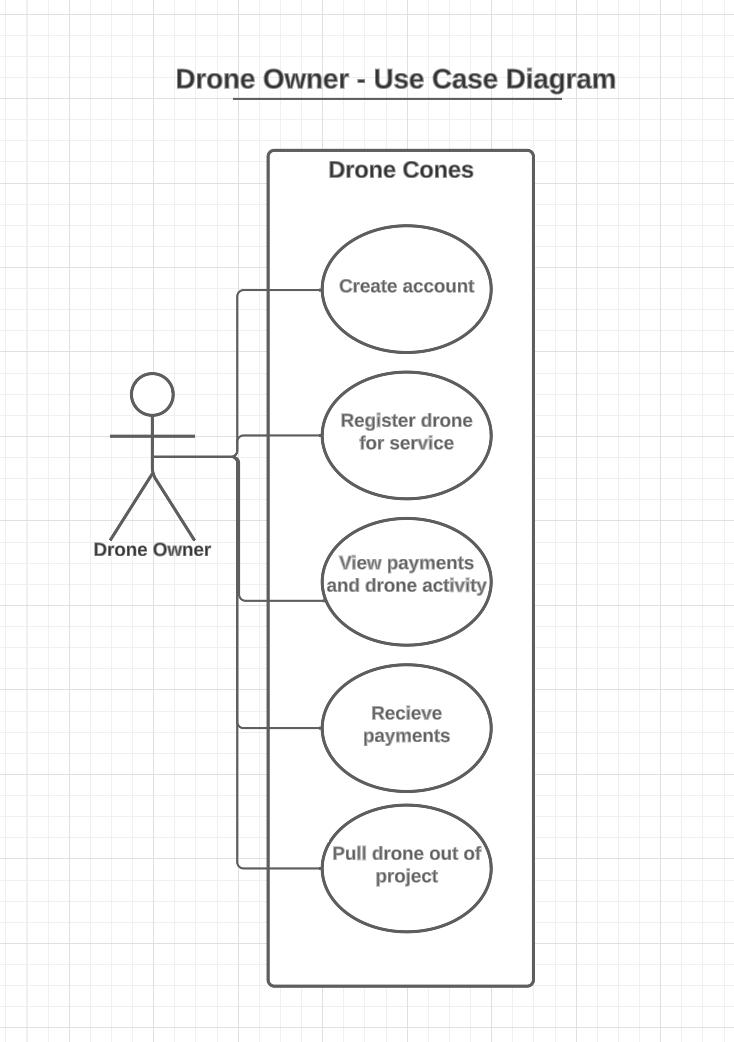 Drone Owner - Use Case Diagram
Drone Cones
Create account
Register drone
for service
View payments
and drone activity
Recieve
payments
Pull drone out of
project
Drone Owner